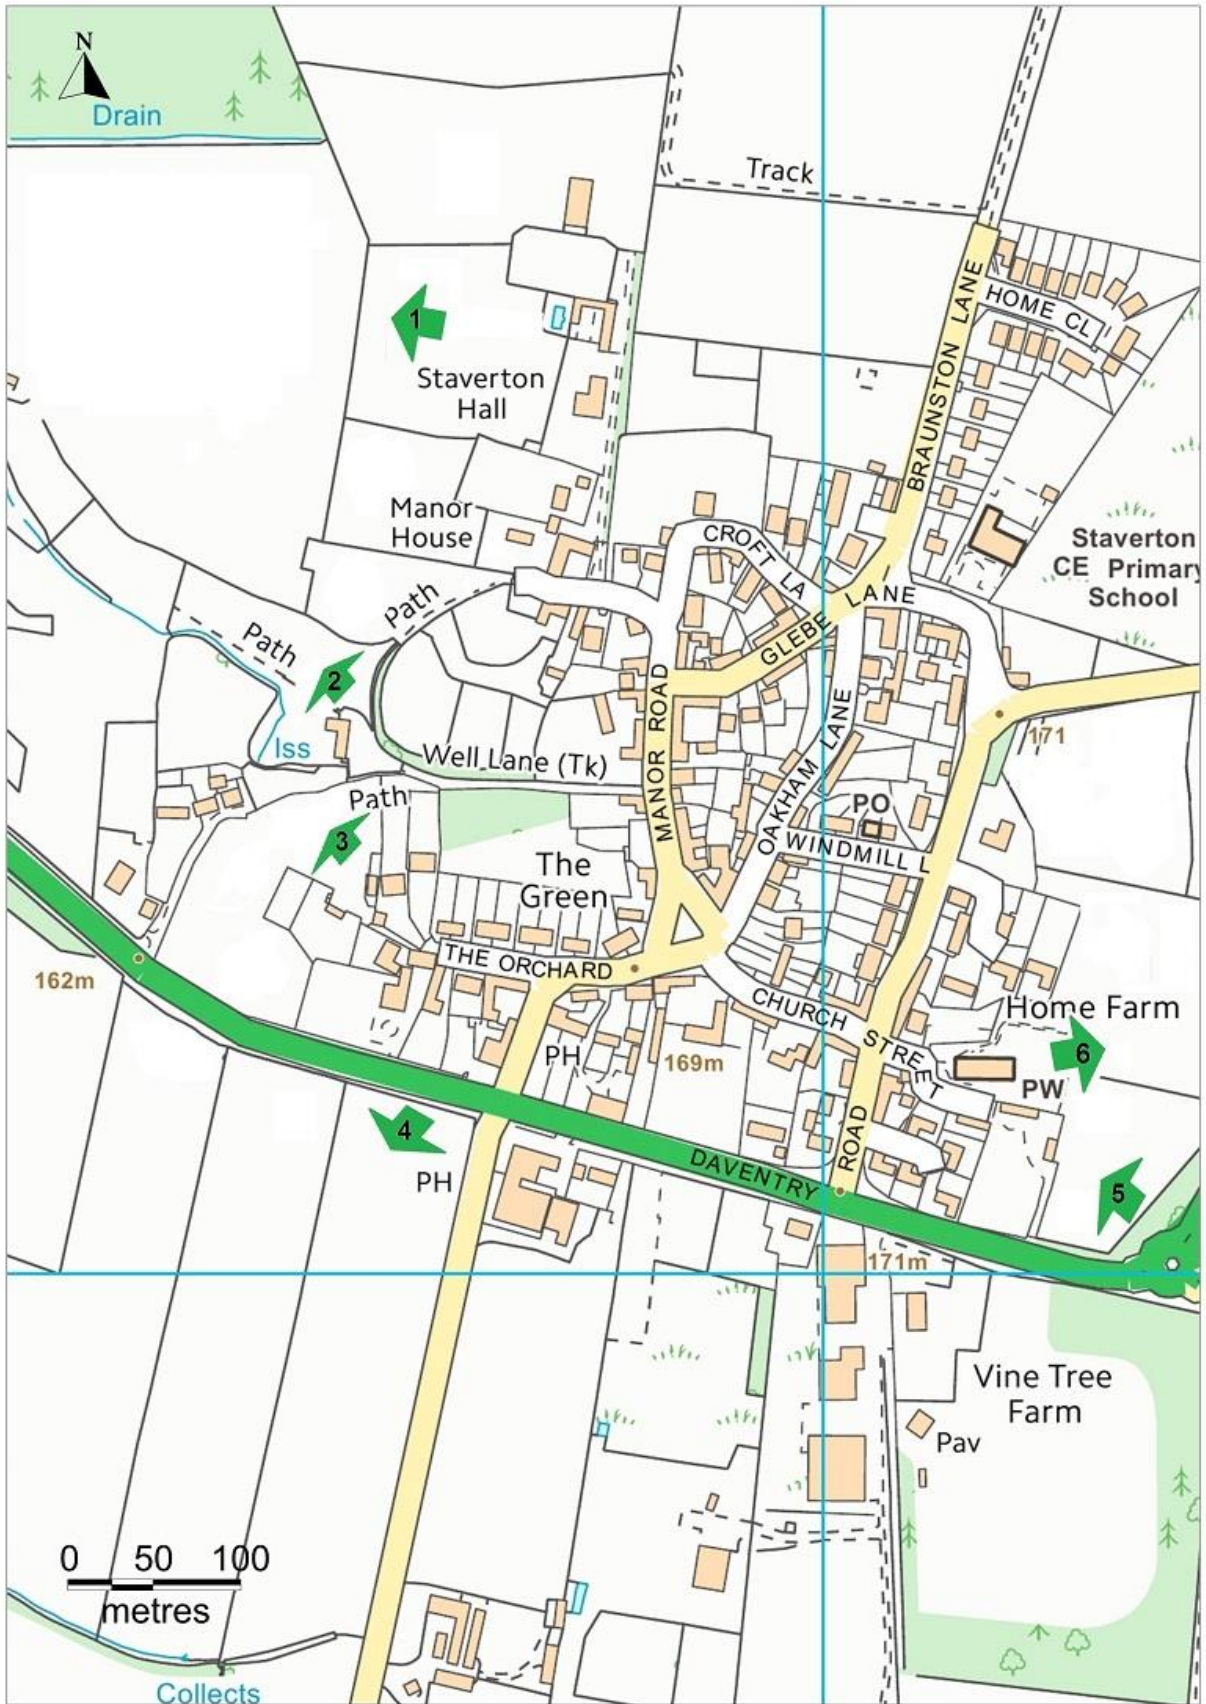 N
Drain
Track
BRAUNSTON LANE
HOME CL
1
Staverton
Hall
Manor
House
CROFT LA
Staverton
CE Primary
School
Path
GLEBE LANE
Path
2
MANOR ROAD
OAKHAM LANE
171
Iss
Well Lane (Tk)
Path
PO
WINDMILL L
3
The
Green
THE ORCHARD
162m
CHURCH STREET
Home Farm
PH
169m
6
PW
4
PH
DAVENTRY ROAD
5
171m
Vine Tree
Farm
Pav
0 50 100
metres
Collects